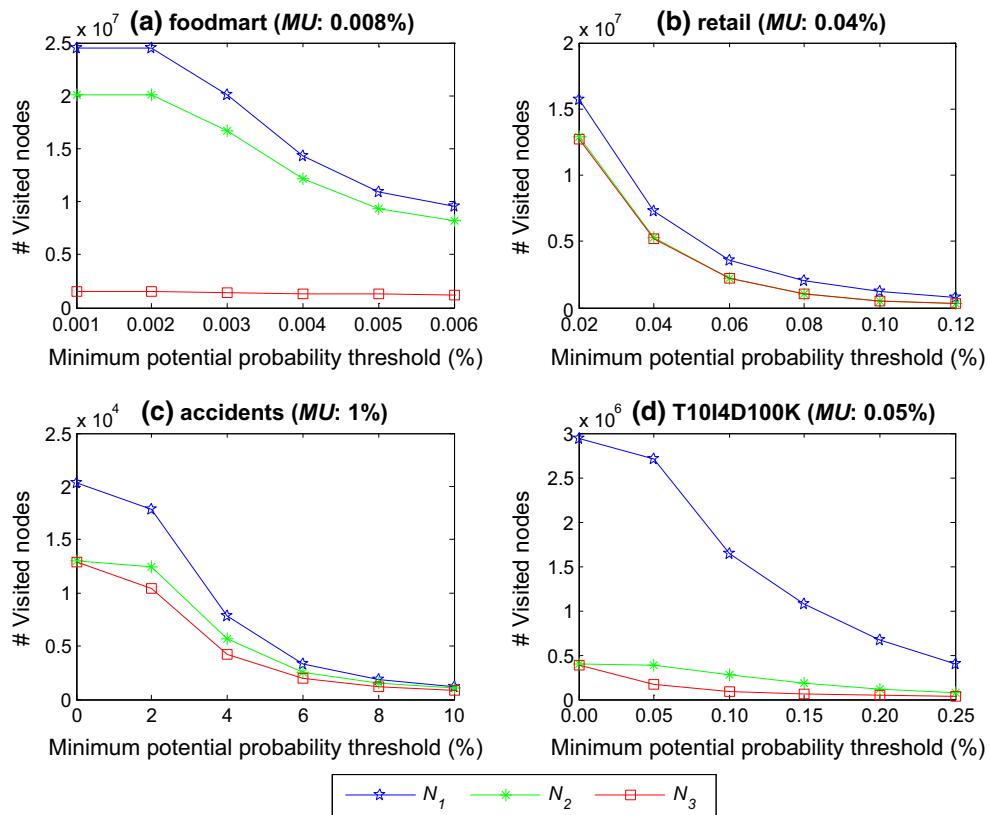 (a) foodmart (MU: 0.008%)
x 10^7
2.5
2
1.5
1
0.5
0
# Visited nodes
0.001 0.002 0.003 0.004 0.005 0.006
Minimum potential probability threshold (%)
(b) retail (MU: 0.04%)
x 10^7
2
1.5
1
0.5
0
# Visited nodes
0.02 0.04 0.06 0.08 0.10 0.12
Minimum potential probability threshold (%)
(c) accidents (MU: 1%)
x 10^4
2
1.5
1
0.5
0
# Visited nodes
0 2 4 6 8 10
Minimum potential probability threshold (%)
(d) T10I4D100K (MU: 0.05%)
x 10^6
3
2.5
2
1.5
1
0.5
0
# Visited nodes
0.00 0.05 0.10 0.15 0.20 0.25
Minimum potential probability threshold (%)
N_1 N_2 N_3